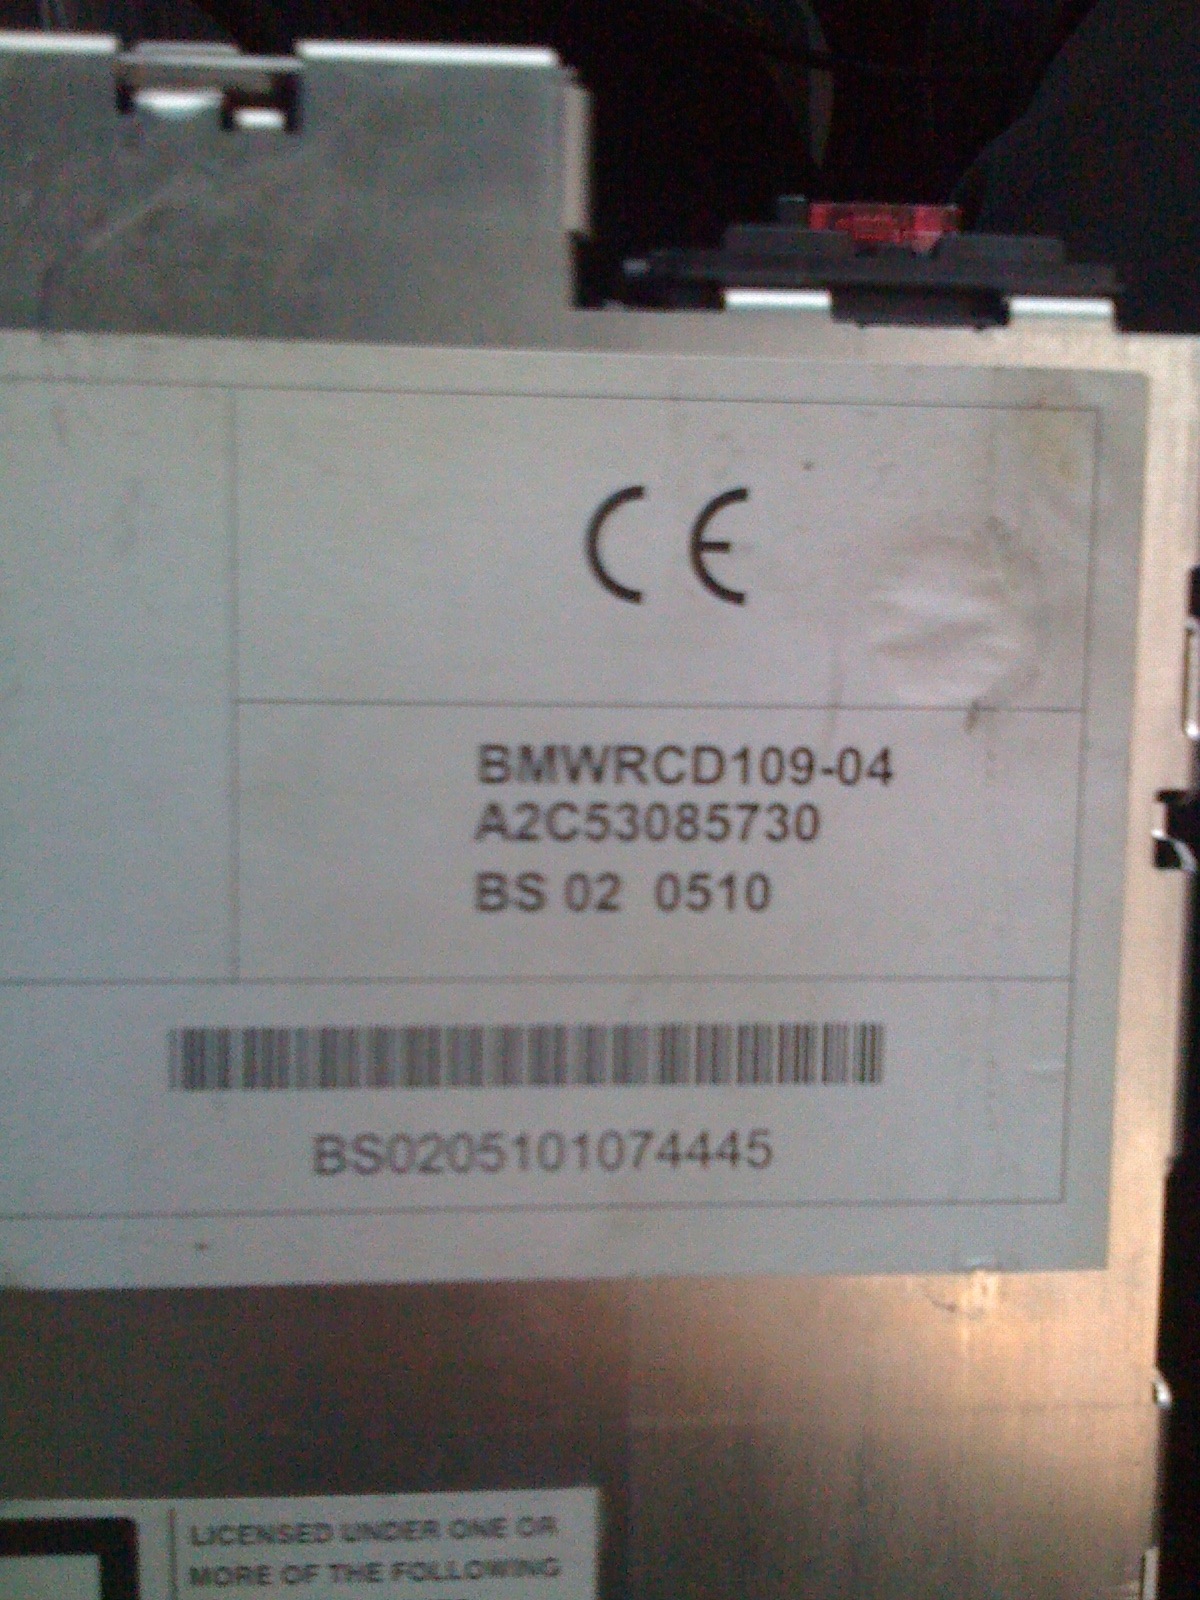 CE
BMWRCD109-04
A2C53085730
BS 02 0510
BS0205101074445
LICENSED UNDER ONE OR
MORE OF THE FOLLOWING